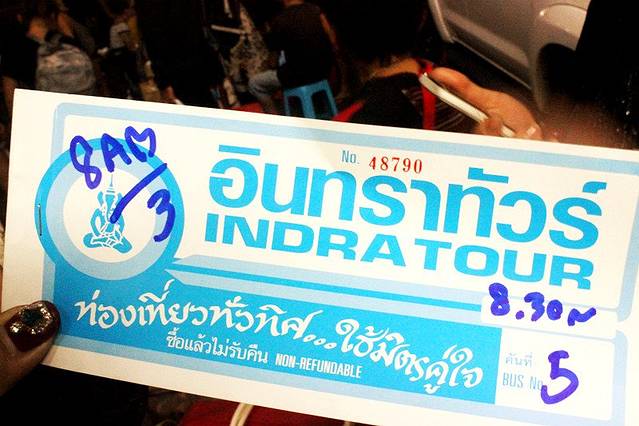 No. 48790
8AM/3
อินทราทัวร์
INDRA TOUR
8.30น
ท่องเที่ยวทั่วทิศ...ใช้มิตรคู่ใจ
ซื้อแล้วไม่รับคืน NON-REFUNDABLE
คันที่
BUS No 5